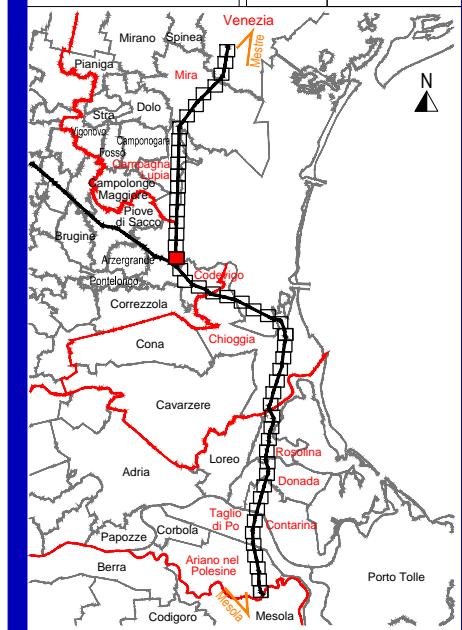 Venezia
Mirano
Spinea
Mestre
Pianiga
Mira
Dolo
Stra
Vigonovo
Camponogara
Fossò
Campagna
Lupia
Campolongo
Maggiore
Piove
di Sacco
Brugine
Arzergrande
Codevigo
Pontelongo
Correzzola
Chioggia
Cona
Cavarzere
Rosolina
Loreo
Adria
Donada
Taglio
di Po
Contarina
Corbola
Papozze
Ariano nel
Polesine
Berra
Porto Tolle
Mesola
Mesola
Codigoro
N